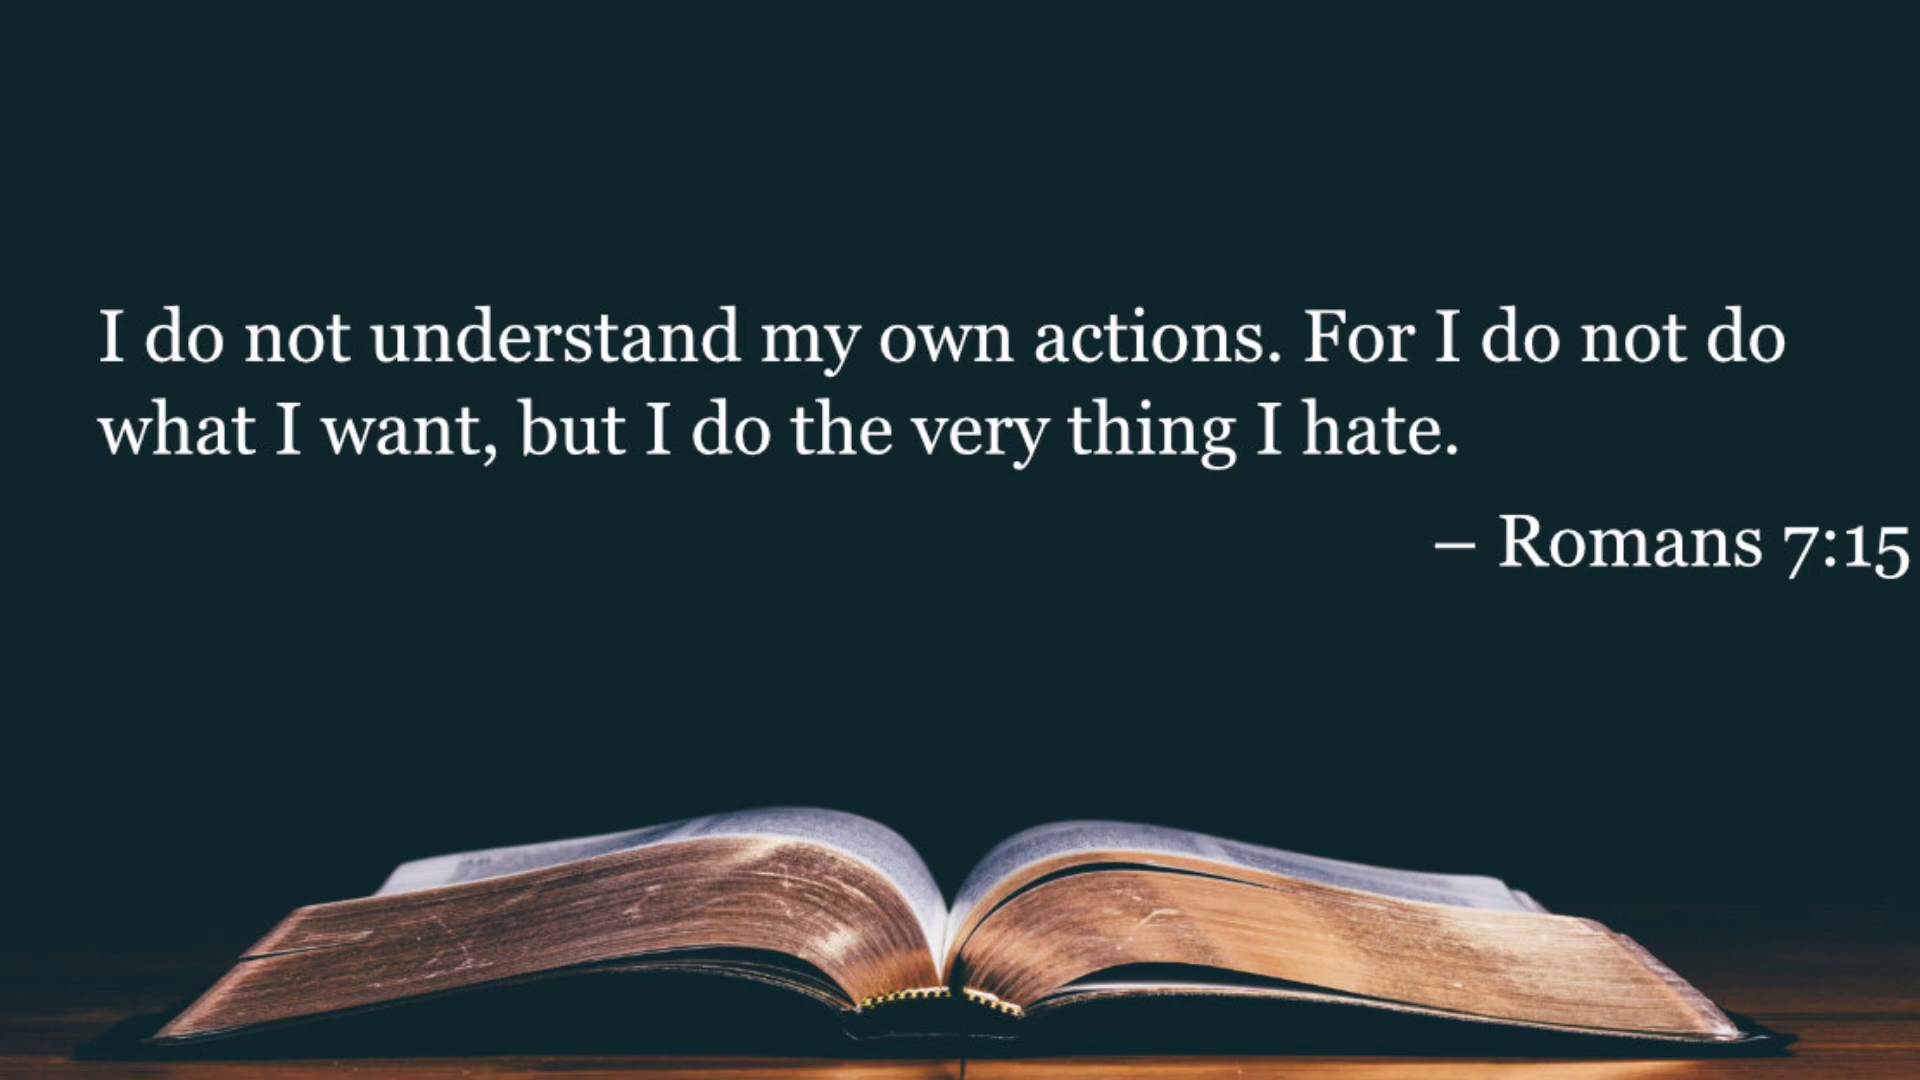 I do not understand my own actions. For I do not do
what I want, but I do the very thing I hate.
– Romans 7:15